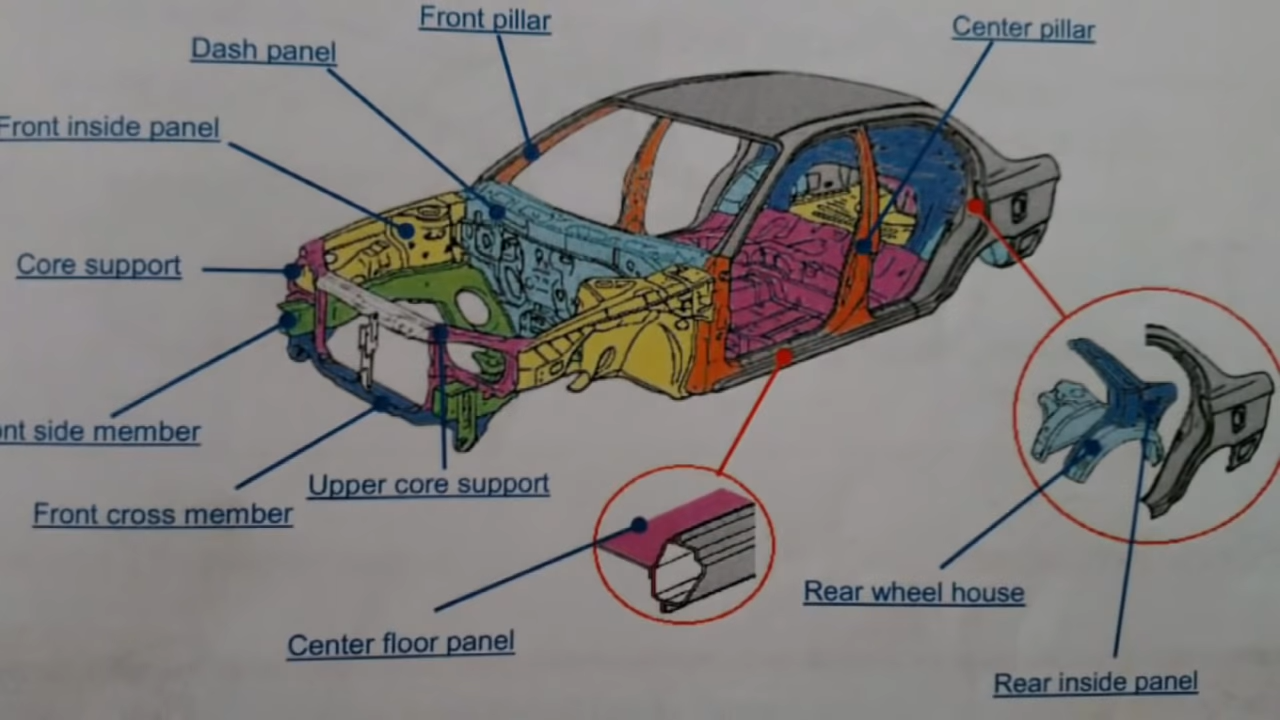 Front pillar
Center pillar
Dash panel
Front inside panel
Core support
side member
Upper core support
Front cross member
Rear wheel house
Center floor panel
Rear inside panel